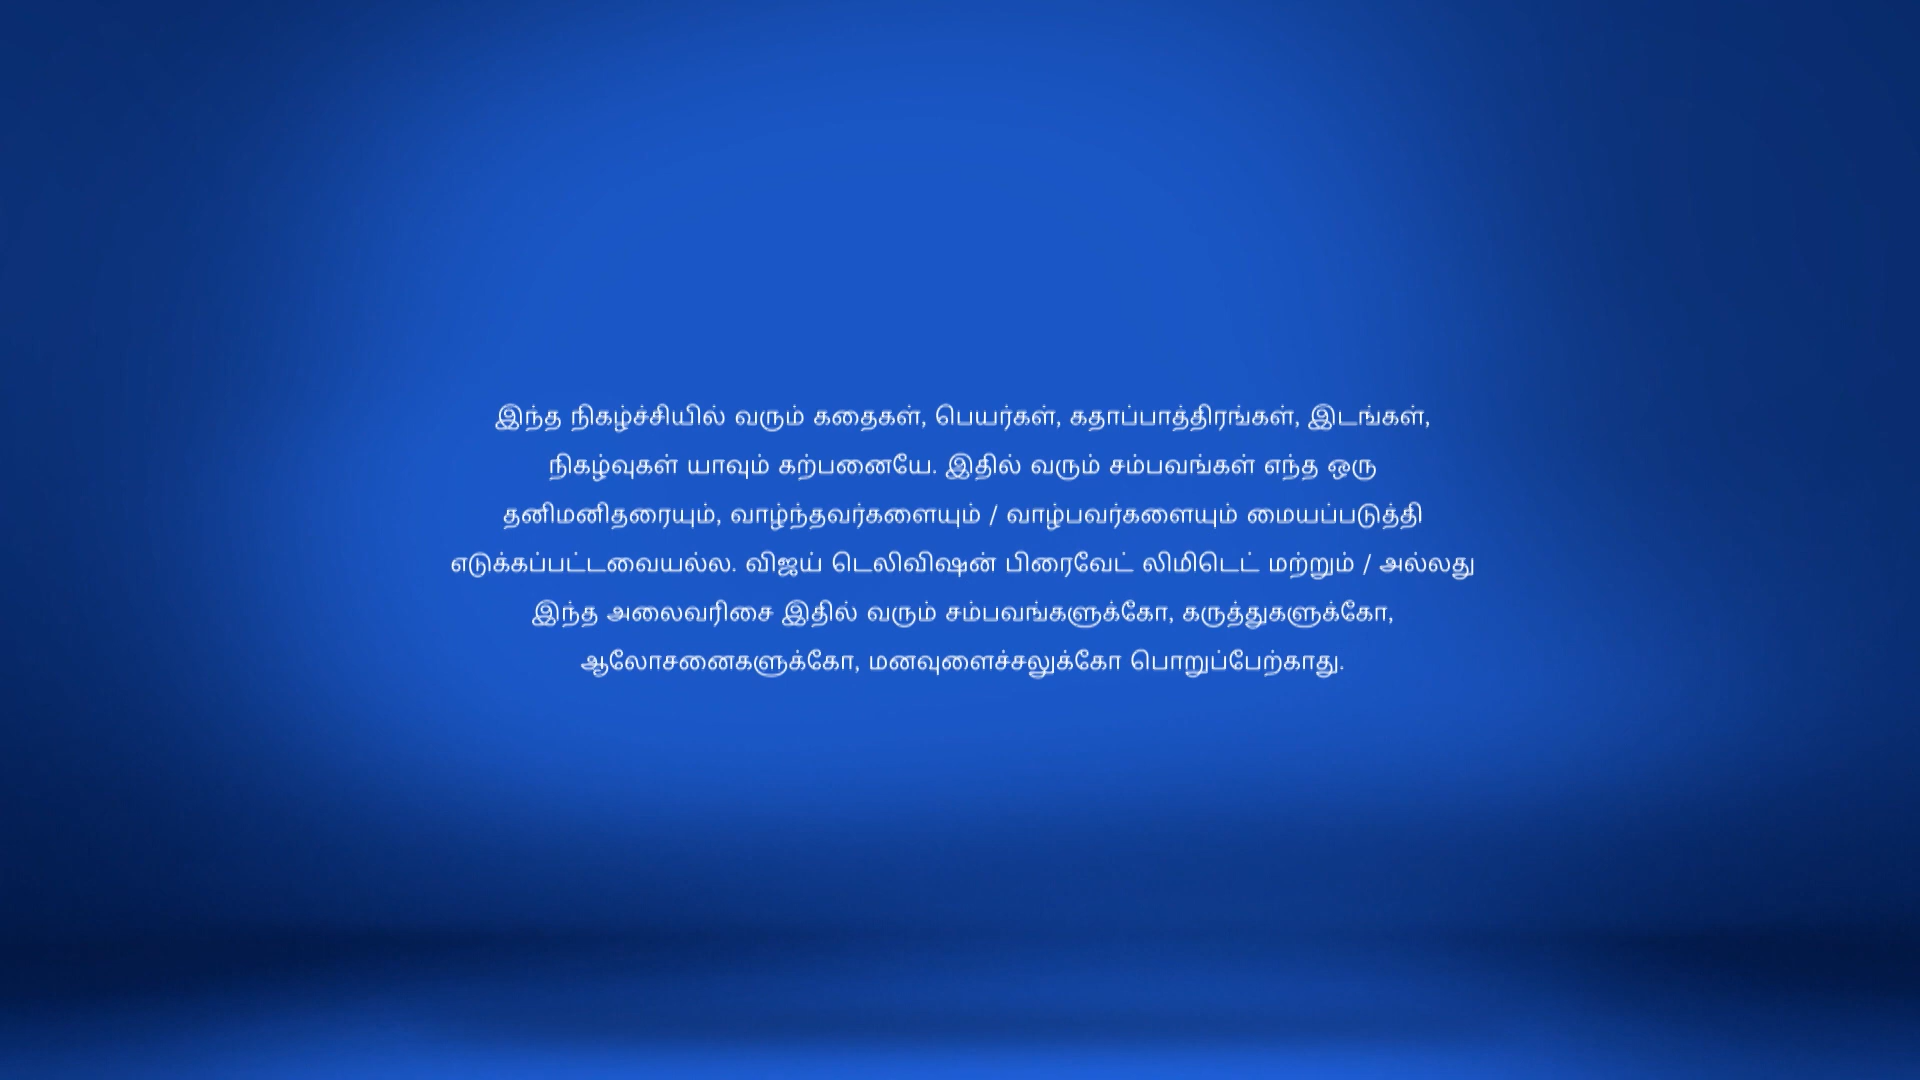 இந்த நிகழ்ச்சியில் வரும் கதைகள், பெயர்கள், கதாப்பாத்திரங்கள், இடங்கள்,
நிகழ்வுகள் யாவும் கற்பனையே. இதில் வரும் சம்பவங்கள் எந்த ஒரு
தனிமனிதரையும், வாழ்ந்தவர்களையும் / வாழ்பவர்களையும் மையப்படுத்தி
எடுக்கப்பட்டவையல்ல. விஜய் டெலிவிஷன் பிரைவேட் லிமிடெட் மற்றும் / அல்லது
இந்த அலைவரிசை இதில் வரும் சம்பவங்களுக்கோ, கருத்துகளுக்கோ,
ஆலோசனைகளுக்கோ, மனவுளைச்சலுக்கோ பொறுப்பேற்காது.